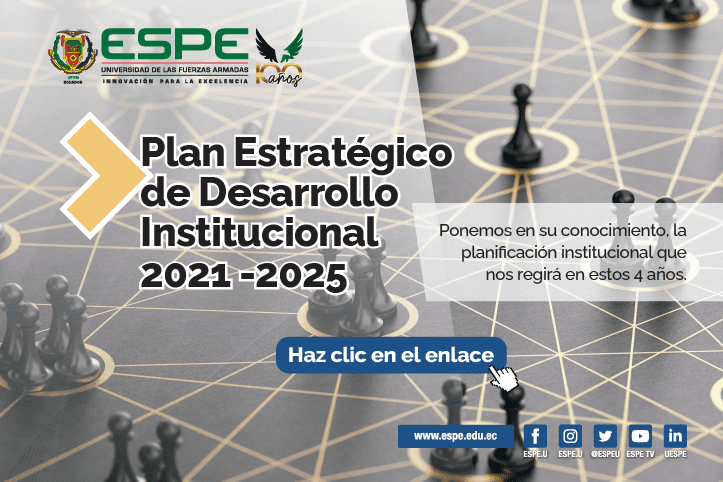 ESPE
UNIVERSIDAD DE LAS FUERZAS ARMADAS
INNOVACIÓN PARA LA EXCELENCIA
ECUADOR
100
años
Plan Estratégico
de Desarrollo
Institucional
2021 -2025
Ponemos en su conocimiento, la
planificación institucional que
nos regirá en estos 4 años.
Haz clic en el enlace
www.espe.edu.ec
ESPE.U ESPE.U @ESPEU ESPE TV UESPE